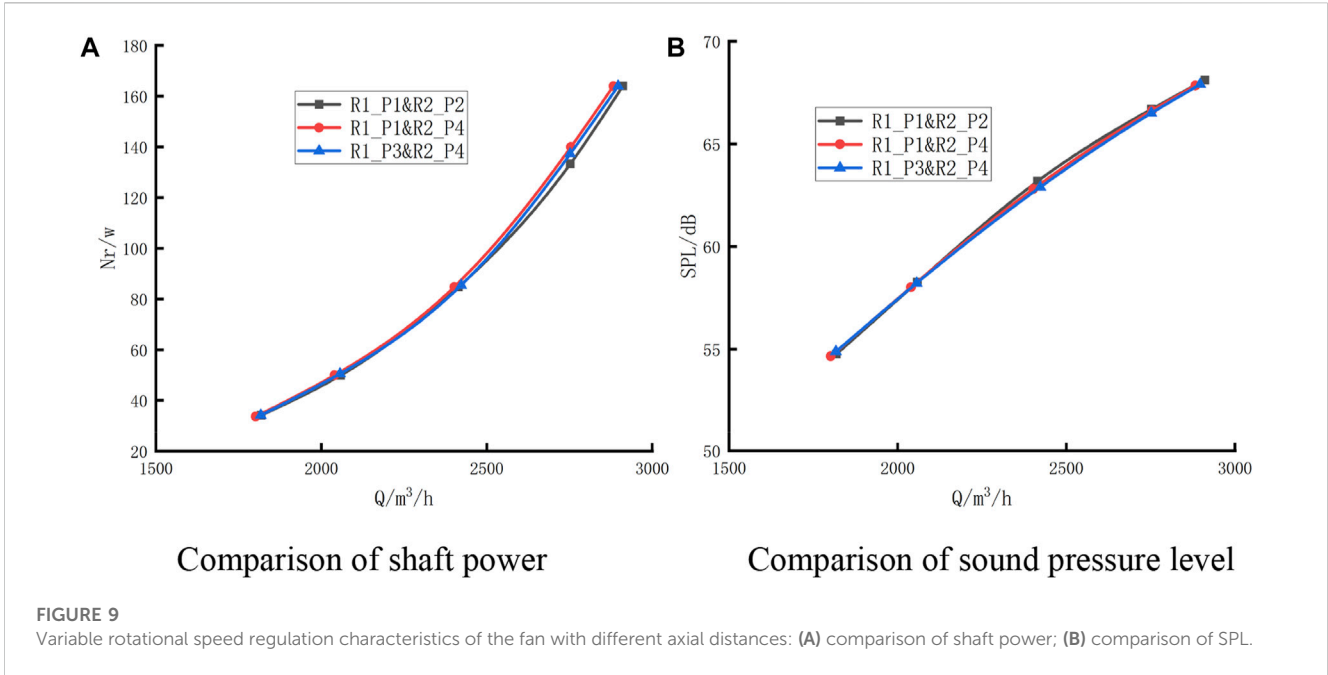 A
180
160
140
120
100
80
60
40
20
Nr/w
R1_P1&R2_P2
R1_P1&R2_P4
R1_P3&R2_P4
1500
2000
2500
3000
Q/m³/h
Comparison of shaft power
B
70
65
60
55
50
SPL/dB
R1_P1&R2_P2
R1_P1&R2_P4
R1_P3&R2_P4
1500
2000
2500
3000
Q/m³/h
Comparison of sound pressure level
FIGURE 9
Variable rotational speed regulation characteristics of the fan with different axial distances: (A) comparison of shaft power; (B) comparison of SPL.